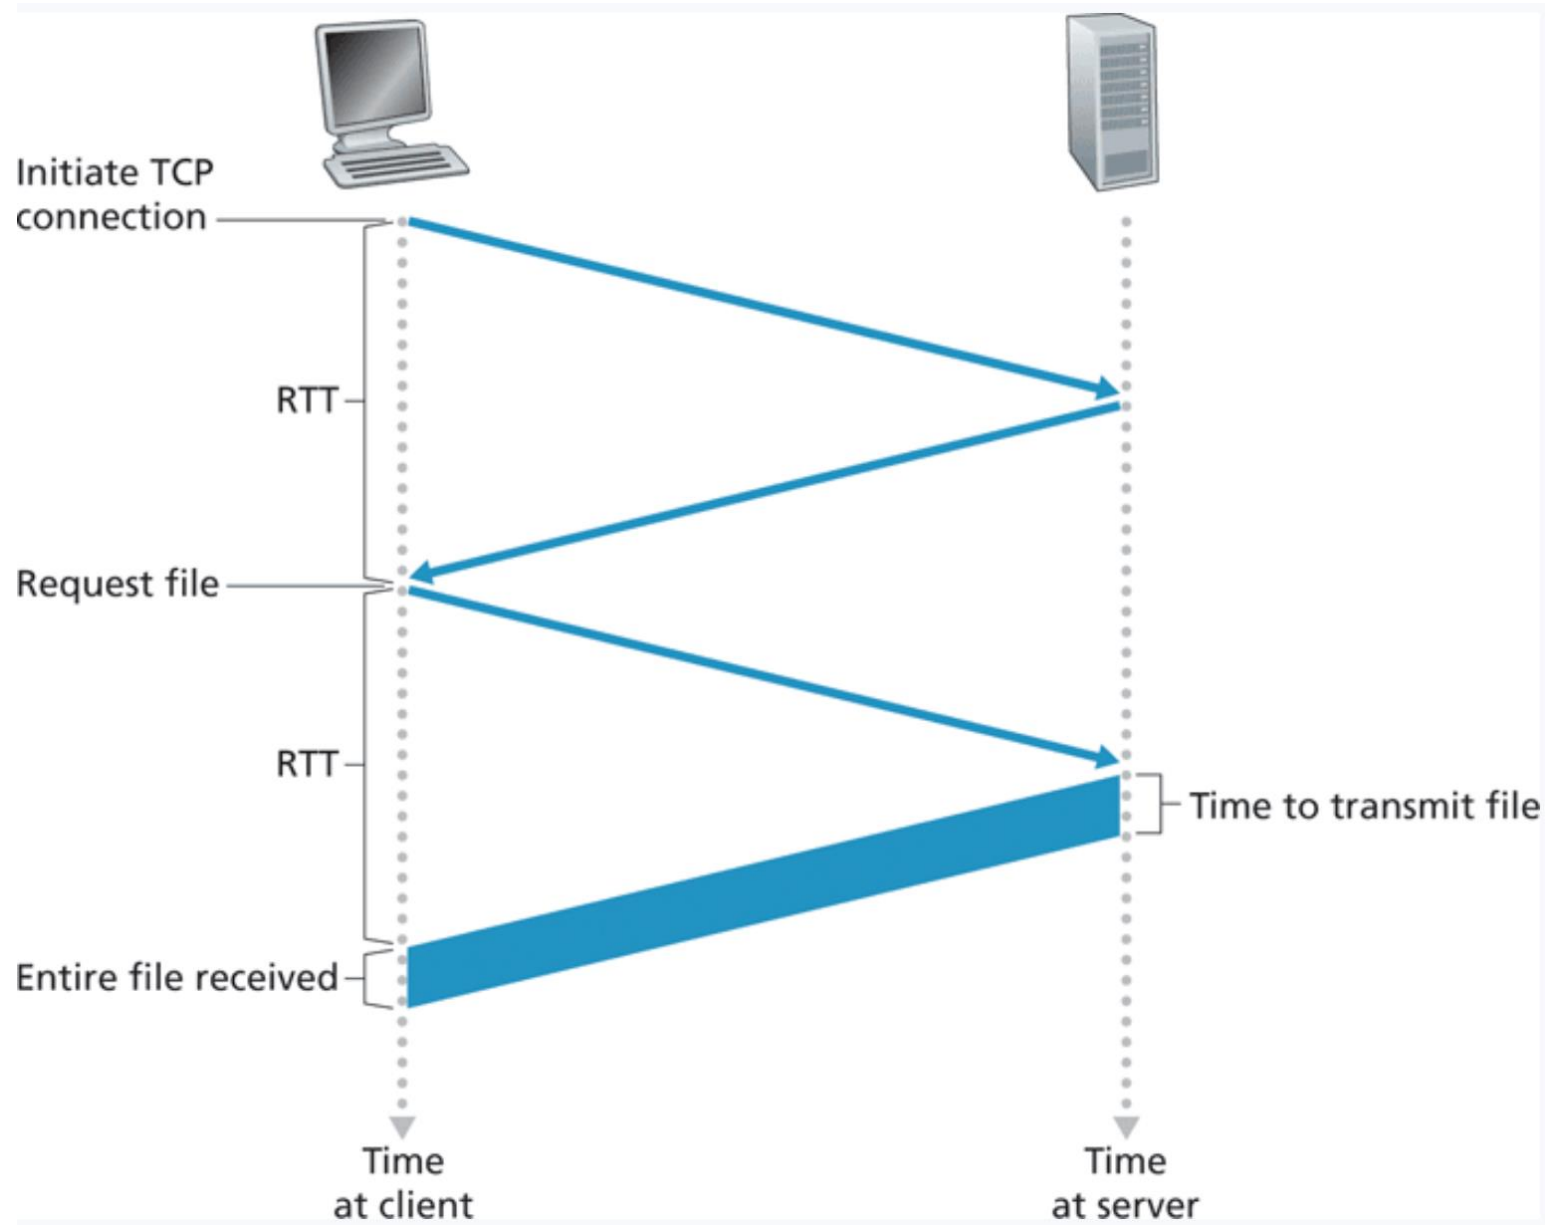 Initiate TCP
connection
RTT
Request file
RTT
Time to transmit file
Entire file received
Time
at client
Time
at server